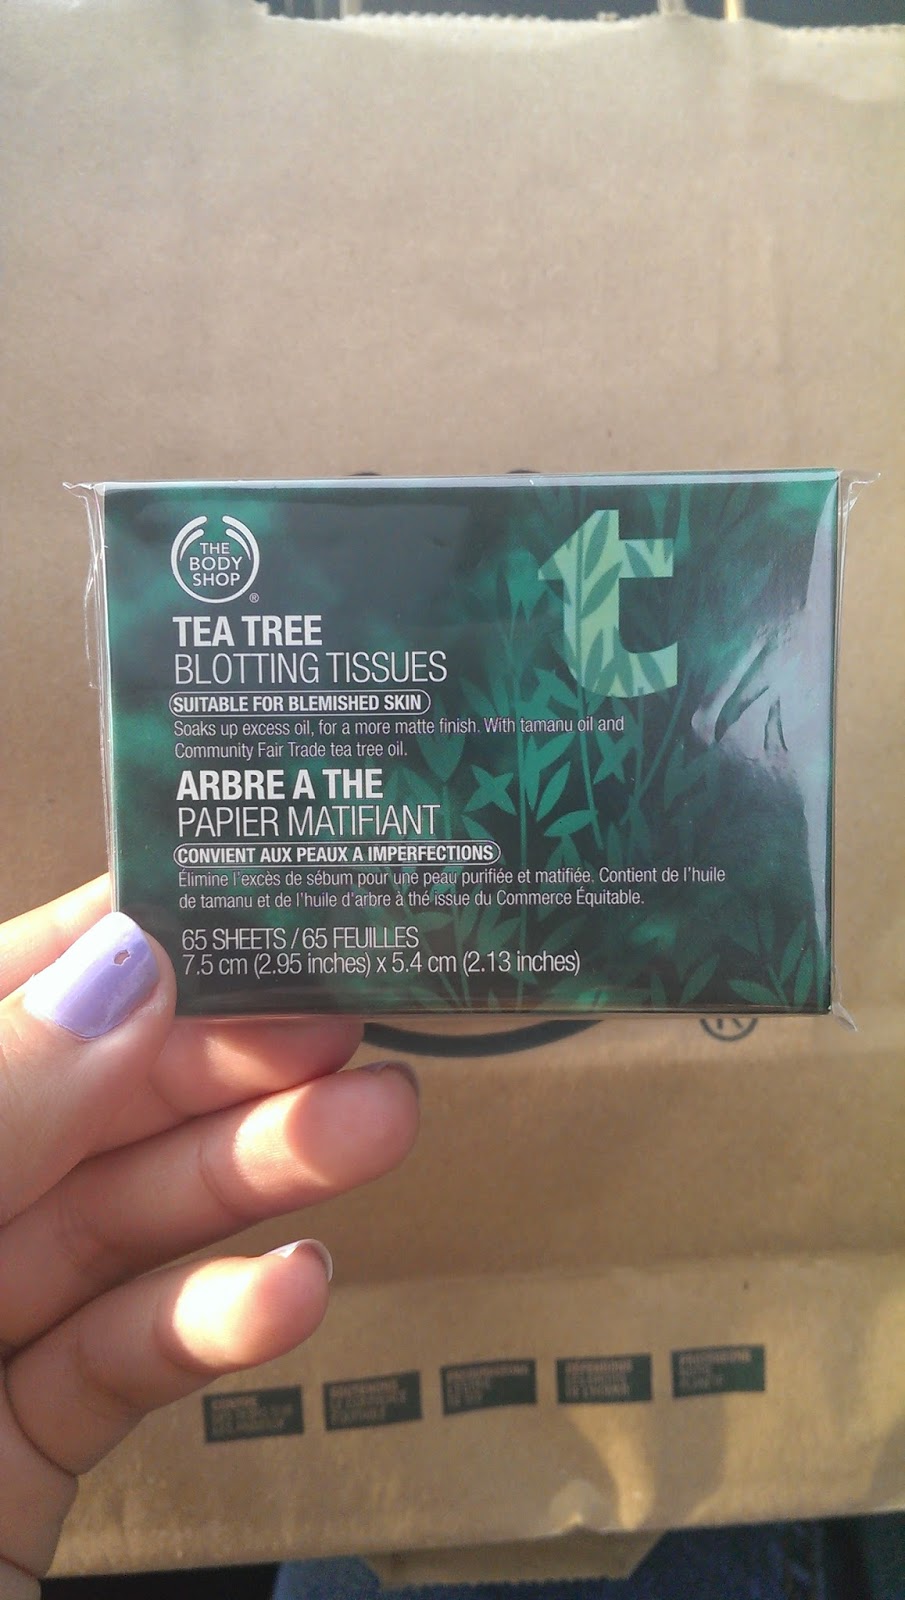 THE
BODY
SHOP
®
t
TEA TREE
BLOTTING TISSUES
SUITABLE FOR BLEMISHED SKIN
Soaks up excess oil, for a more matte finish. With tamanu oil and
Community Fair Trade tea tree oil.
ARBRE A THE
PAPIER MATIFIANT
CONVIENT AUX PEAUX A IMPERFECTIONS
Élimine l'excès de sébum pour une peau purifiée et matifiée. Contient de l'huile
de tamanu et de l'huile d'arbre à thé issue du Commerce Équitable.
65 SHEETS / 65 FEUILLES
7.5 cm (2.95 inches) x 5.4 cm (2.13 inches)
®